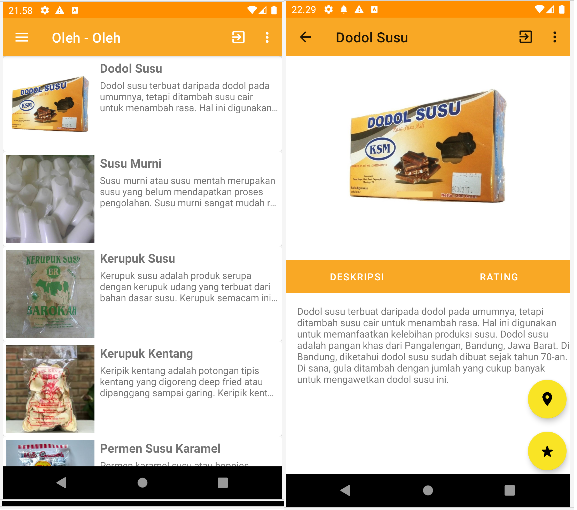 21.58
Oleh - Oleh
Dodol Susu
Dodol susu terbuat daripada dodol pada
umumnya, tetapi ditambah susu cair
untuk menambah rasa. Hal ini digunakan...
Susu Murni
Susu murni atau susu mentah merupakan
susu yang belum mendapatkan proses
pengolahan. Susu murni sangat mudah r...
Kerupuk Susu
Kerupuk susu adalah produk serupa
dengan kerupuk udang yang terbuat dari
bahan dasar susu. Kerupuk semacam ini...
KERUPUK SUSU
BAROKAH
Kerupuk Kentang
Keripik kentang adalah potongan tipis
kentang yang digoreng deep fried atau
dipanggang sampai garing. Keripik kent...
Permen Susu Karamel
22.29
Dodol Susu
DODOL SUSU
KSM
DESKRIPSI
RATING
Dodol susu terbuat daripada dodol pada umumnya, tetapi
ditambah susu cair untuk menambah rasa. Hal ini digunakan
untuk memanfaatkan kelebihan produksi susu. Dodol susu
adalah pangan khas dari Pangalengan, Bandung, Jawa Barat. Di
Bandung, diketahui dodol susu sudah dibuat sejak tahun 70-an.
Di sana, gula ditambah dengan jumlah yang cukup banyak
untuk mengawetkan dodol susu ini.